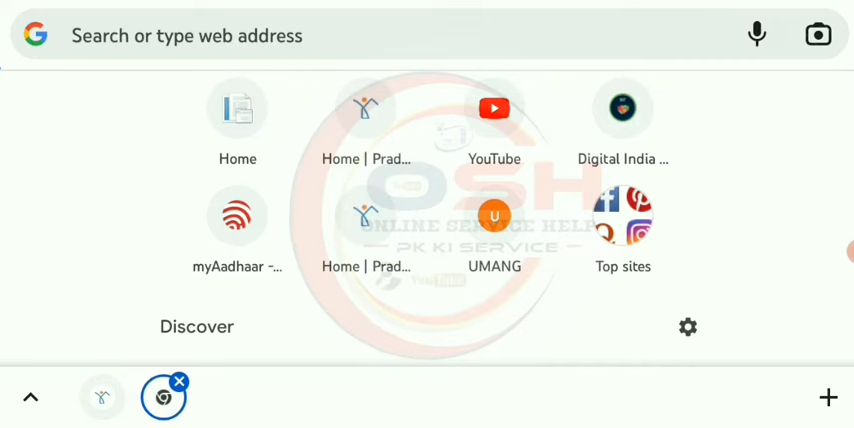 Search or type web address
Home
Home | Prad...
YouTube
Digital India ...
OSH
ONLINE SERVICE HELP
PK KI SERVICE
YouTube
U
myAadhaar -...
Home | Prad...
UMANG
Top sites
Discover